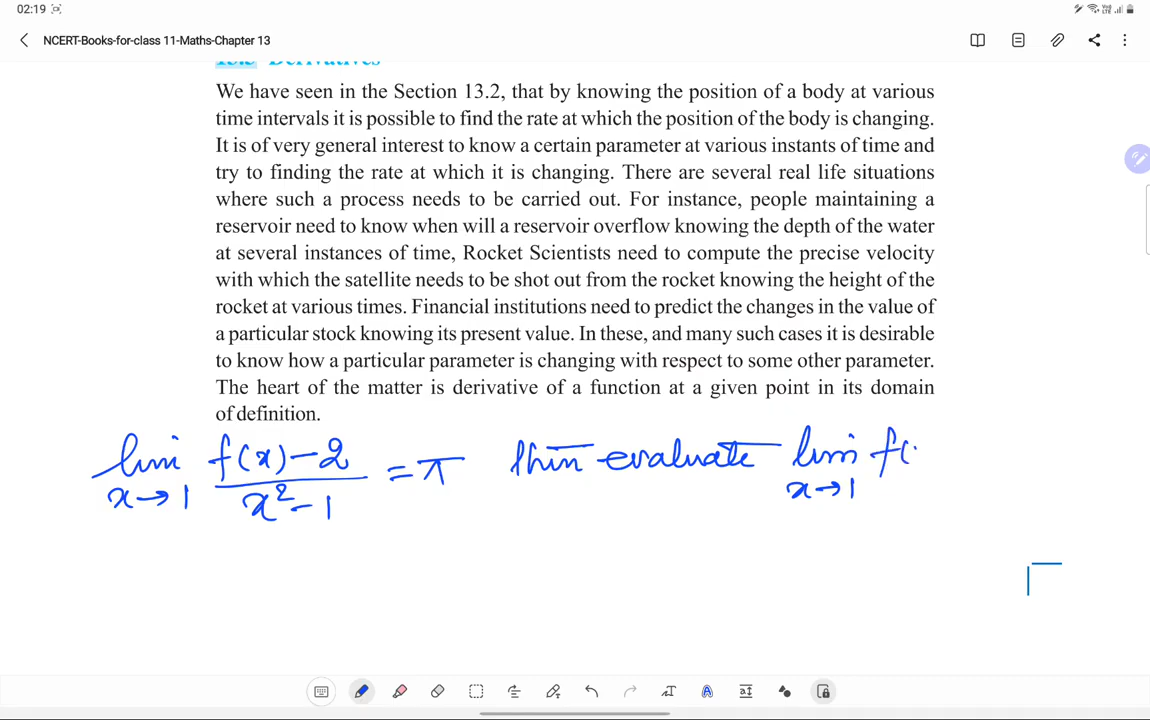 02:19
NCERT-Books-for-class 11-Maths-Chapter 13
Derivatives
We have seen in the Section 13.2, that by knowing the position of a body at various
time intervals it is possible to find the rate at which the position of the body is changing.
It is of very general interest to know a certain parameter at various instants of time and
try to finding the rate at which it is changing. There are several real life situations
where such a process needs to be carried out. For instance, people maintaining a
reservoir need to know when will a reservoir overflow knowing the depth of the water
at several instances of time, Rocket Scientists need to compute the precise velocity
with which the satellite needs to be shot out from the rocket knowing the height of the
rocket at various times. Financial institutions need to predict the changes in the value of
a particular stock knowing its present value. In these, and many such cases it is desirable
to know how a particular parameter is changing with respect to some other parameter.
The heart of the matter is derivative of a function at a given point in its domain
of definition.
lim x→1 (f(x)-2)/(x²-1) = π then evaluate lim x→1 f(